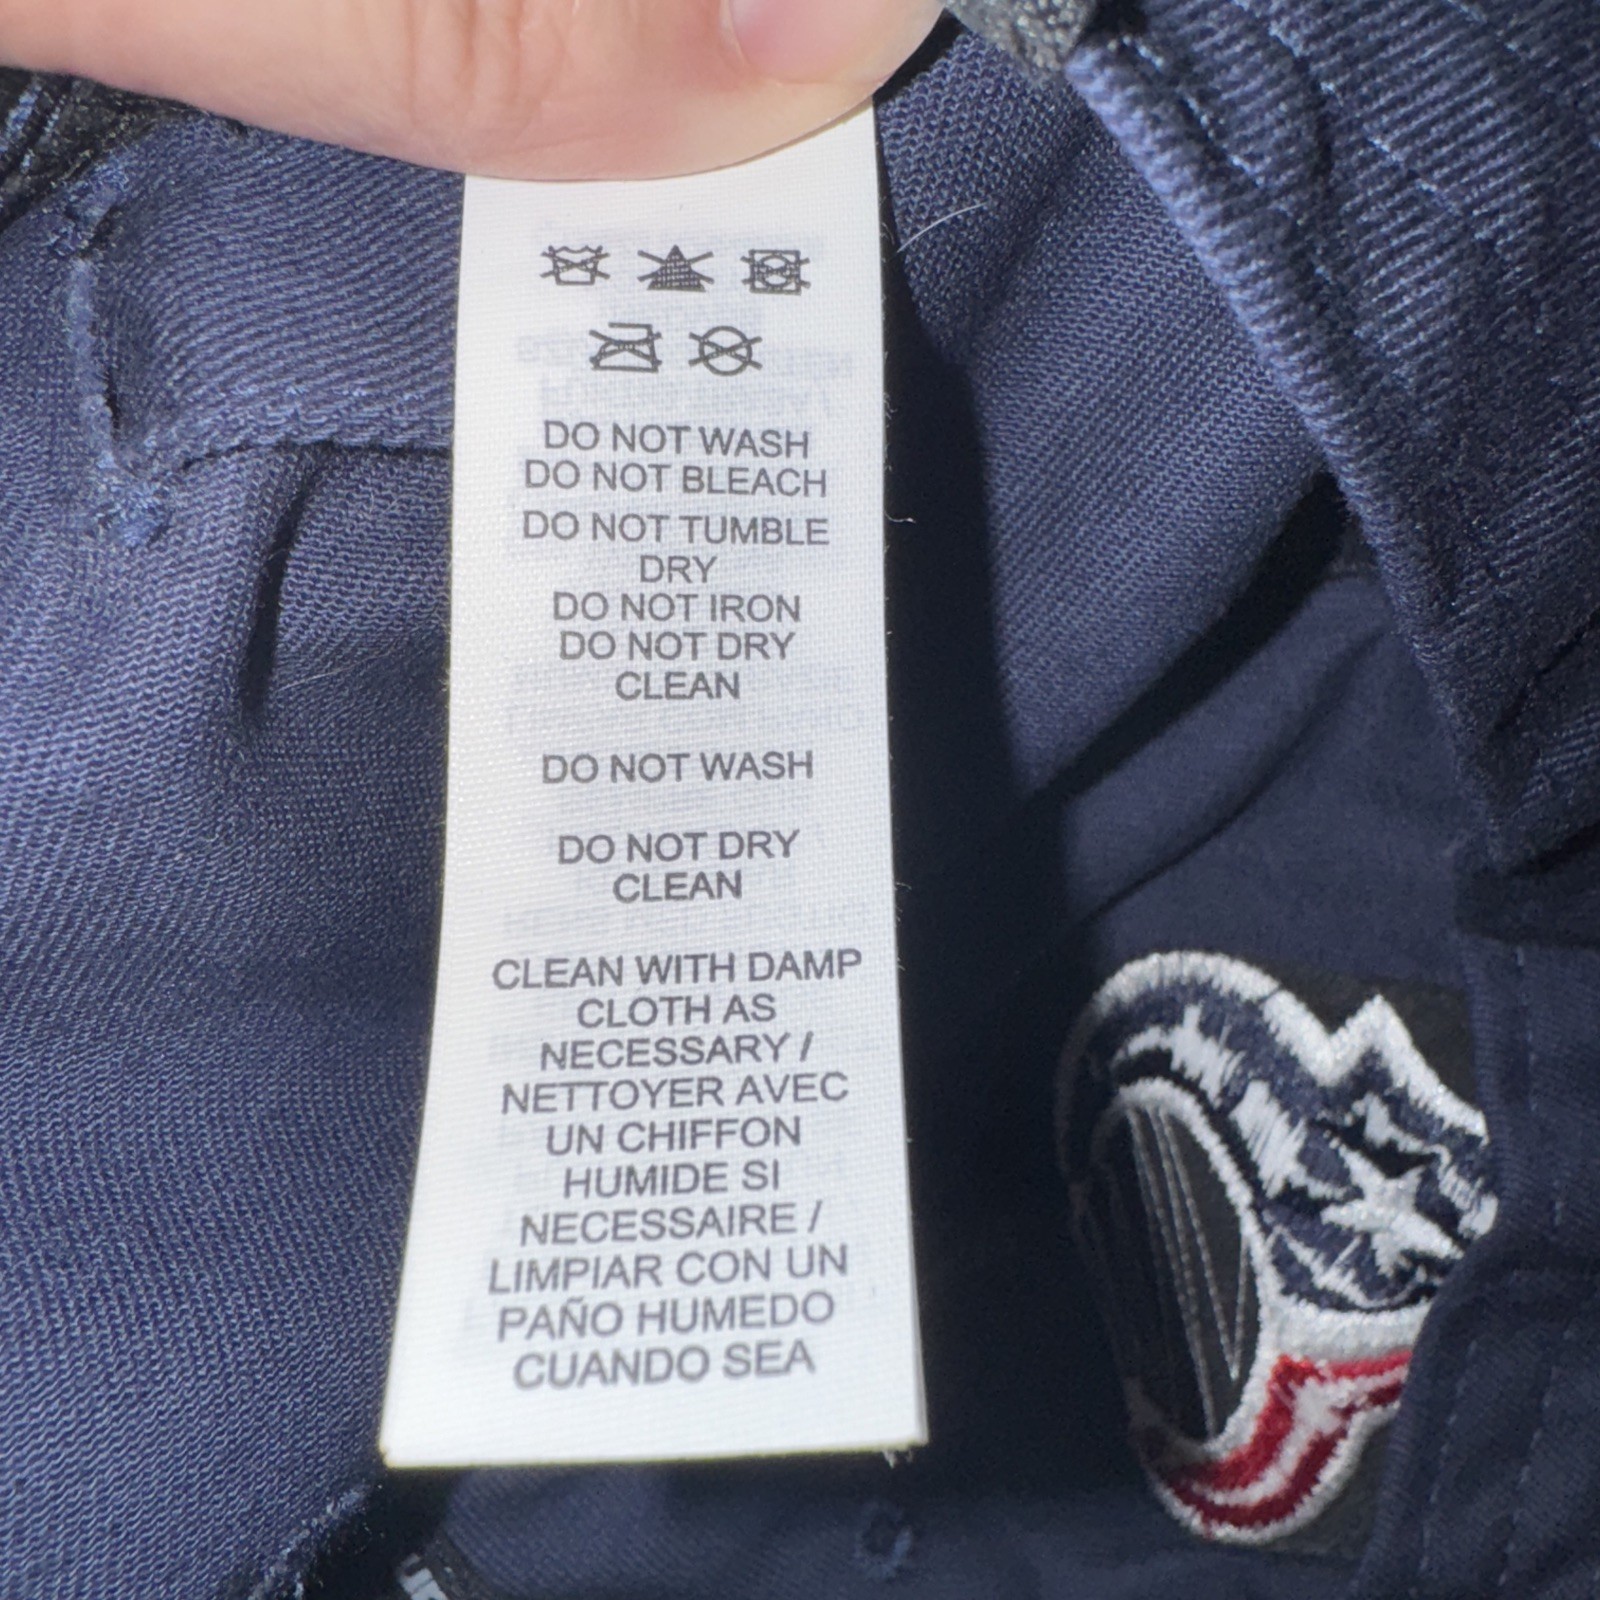 DO NOT WASH
DO NOT BLEACH
DO NOT TUMBLE
DRY
DO NOT IRON
DO NOT DRY
CLEAN
DO NOT WASH
DO NOT DRY
CLEAN
CLEAN WITH DAMP
CLOTH AS
NECESSARY /
NETTOYER AVEC
UN CHIFFON
HUMIDE SI
NECESSAIRE /
LIMPIAR CON UN
PAÑO HUMEDO
CUANDO SEA